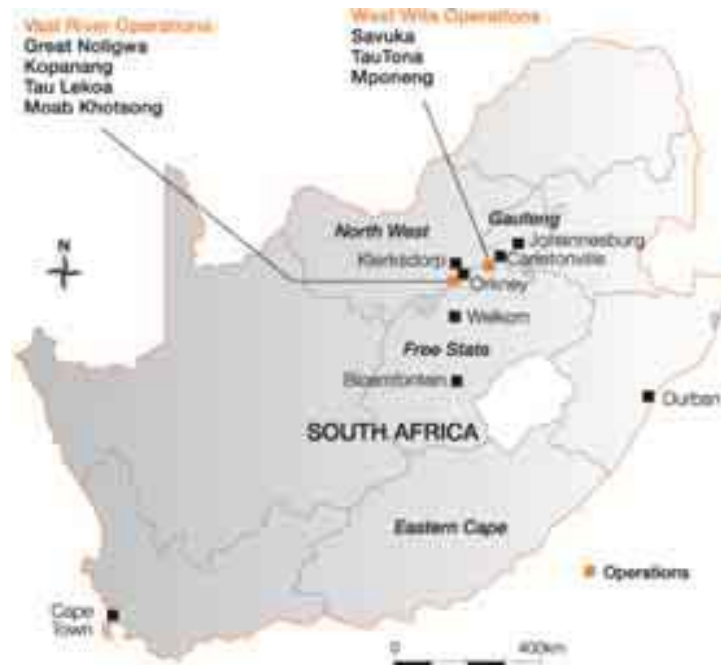 Vaal River Operations
Great Noligwa
Kopanang
Tau Lekoa
Moab Khotsong
West Wits Operations
Savuka
TauTona
Mponeng
N
North West
Gauteng
Johannesburg
Carletonville
Klerksdorp
Orkney
Welkom
Free State
Bloemfontein
Durban
SOUTH AFRICA
Eastern Cape
Operations
Cape
Town
0 400km